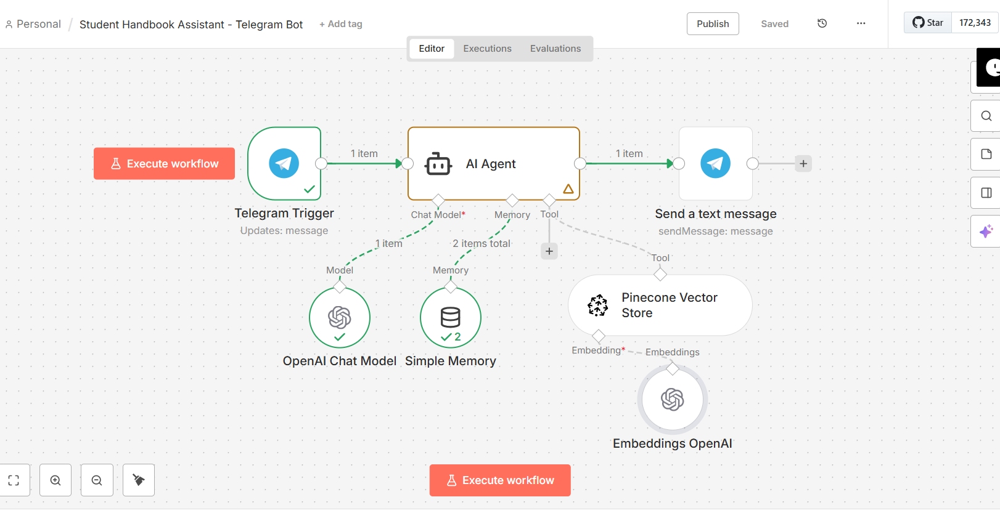 Personal / Student Handbook Assistant - Telegram Bot + Add tag
Publish Saved ... Star 172,343
Editor Executions Evaluations
Execute workflow
1 item
AI Agent
1 item
+
Telegram Trigger
Updates: message
Chat Model* Memory Tool
Send a text message
sendMessage: message
1 item
2 items total
+
Tool
Model
Memory
Pinecone Vector
Store
2
OpenAI Chat Model
Simple Memory
Embedding* Embeddings
Embeddings OpenAI
Execute workflow